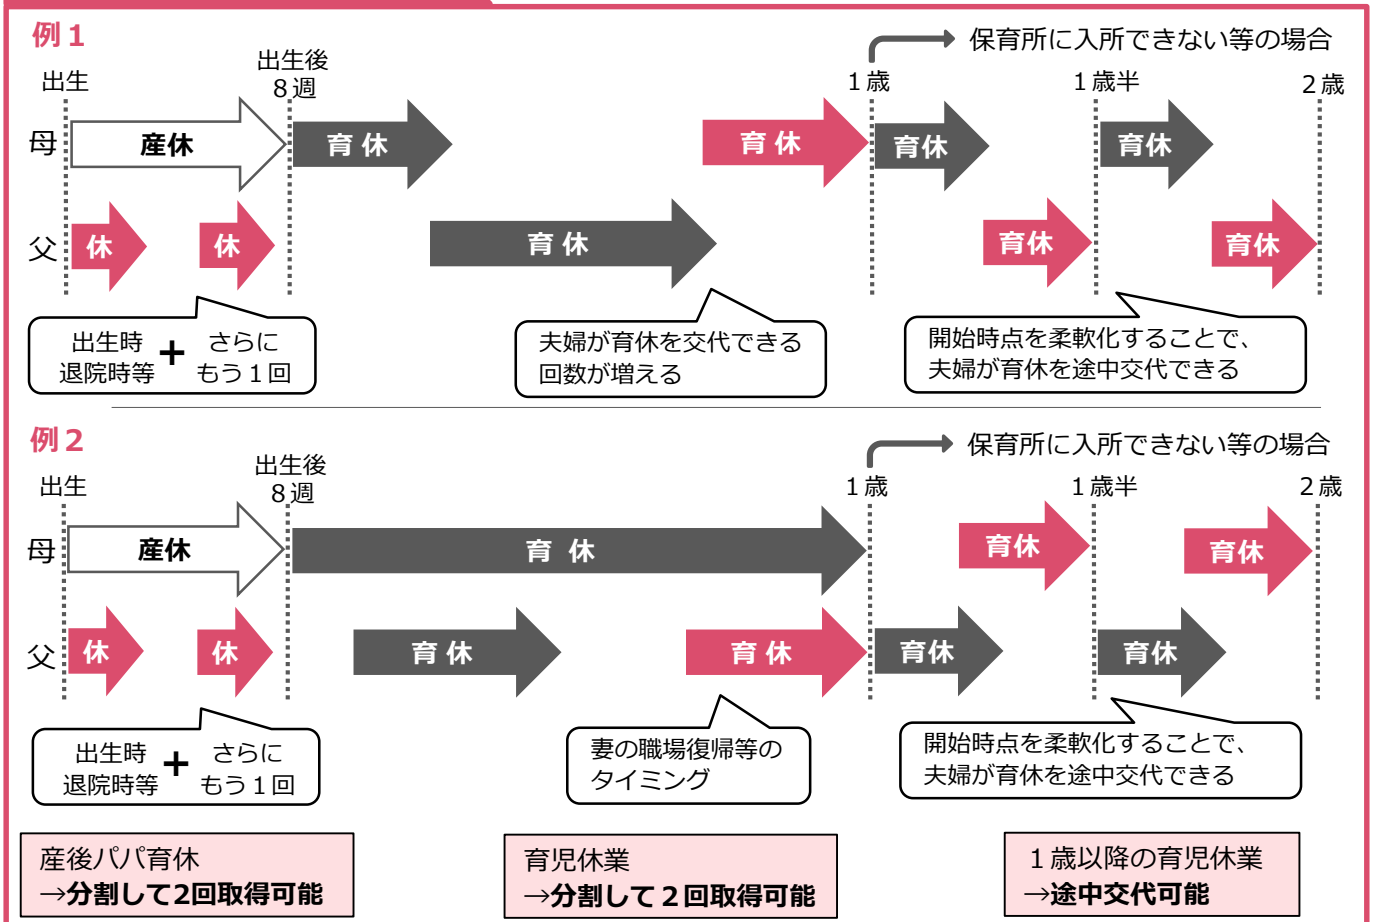 例１
保育所に入所できない等の場合
出生
出生後
８週
１歳
１歳半
２歳
母
産休
育 休
育 休
育休
育休
父
休
休
育 休
育休
育休
出生時
退院時等
＋
さらに
もう１回
夫婦が育休を交代できる
回数が増える
開始時点を柔軟化することで、
夫婦が育休を途中交代できる
例２
保育所に入所できない等の場合
出生
出生後
８週
１歳
１歳半
２歳
母
産休
育 休
育休
育休
父
休
休
育 休
育 休
育休
育休
出生時
退院時等
＋
さらに
もう１回
妻の職場復帰等の
タイミング
開始時点を柔軟化することで、
夫婦が育休を途中交代できる
産後パパ育休
→分割して2回取得可能
育児休業
→分割して２回取得可能
１歳以降の育児休業
→途中交代可能